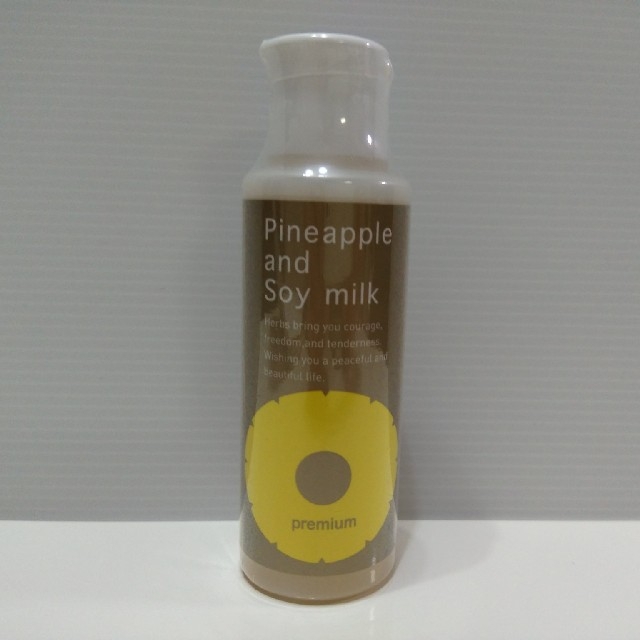 Pineapple
and
Soy milk
Herbs bring you courage,
freedom,and tenderness.
Wishing you a peaceful and
beautiful life.
premium